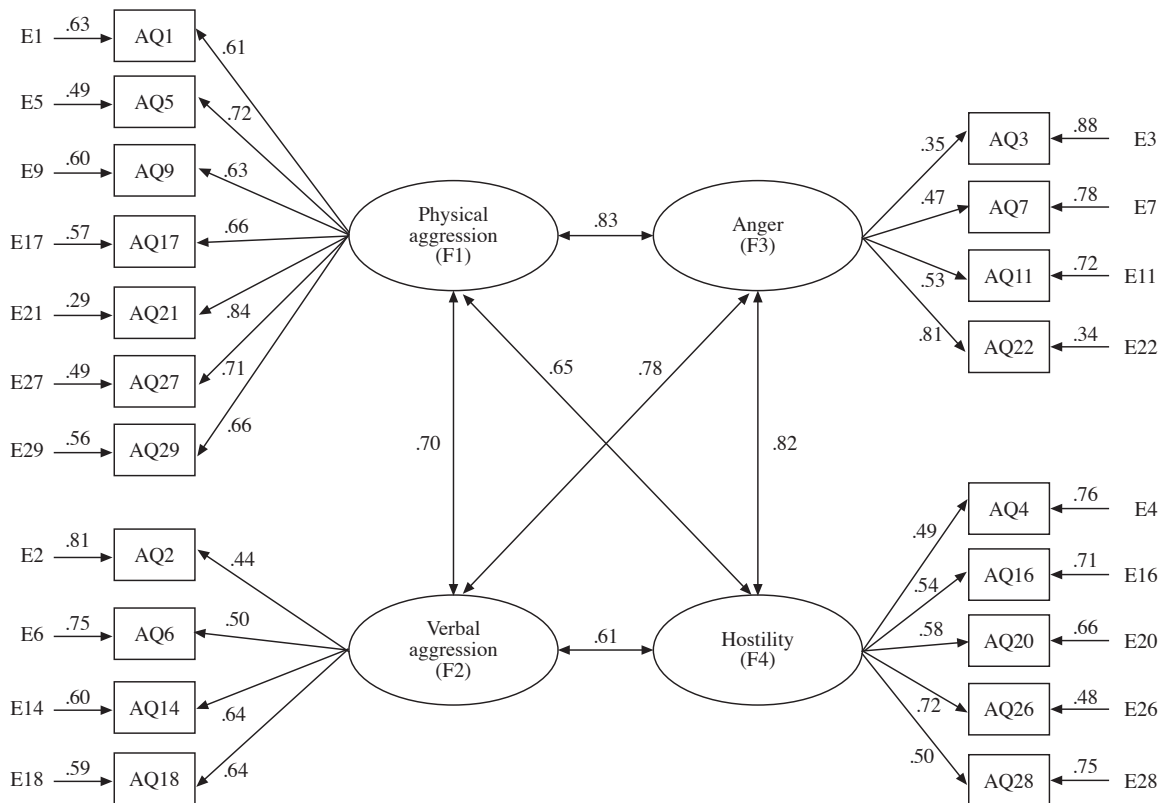 E1 .63 AQ1 .61
E5 .49 AQ5 .72
E9 .60 AQ9 .63
E17 .57 AQ17 .66
E21 .29 AQ21 .84
E27 .49 AQ27 .71
E29 .56 AQ29 .66
Physical
aggression
(F1)
.83
Anger
(F3)
.35 AQ3 .88 E3
.47 AQ7 .78 E7
.53 AQ11 .72 E11
.81 AQ22 .34 E22
.65 .78
.70 .82
E2 .81 AQ2 .44
E6 .75 AQ6 .50
E14 .60 AQ14 .64
E18 .59 AQ18 .64
Verbal
aggression
(F2)
.61
Hostility
(F4)
.49 AQ4 .76 E4
.54 AQ16 .71 E16
.58 AQ20 .66 E20
.72 AQ26 .48 E26
.50 AQ28 .75 E28